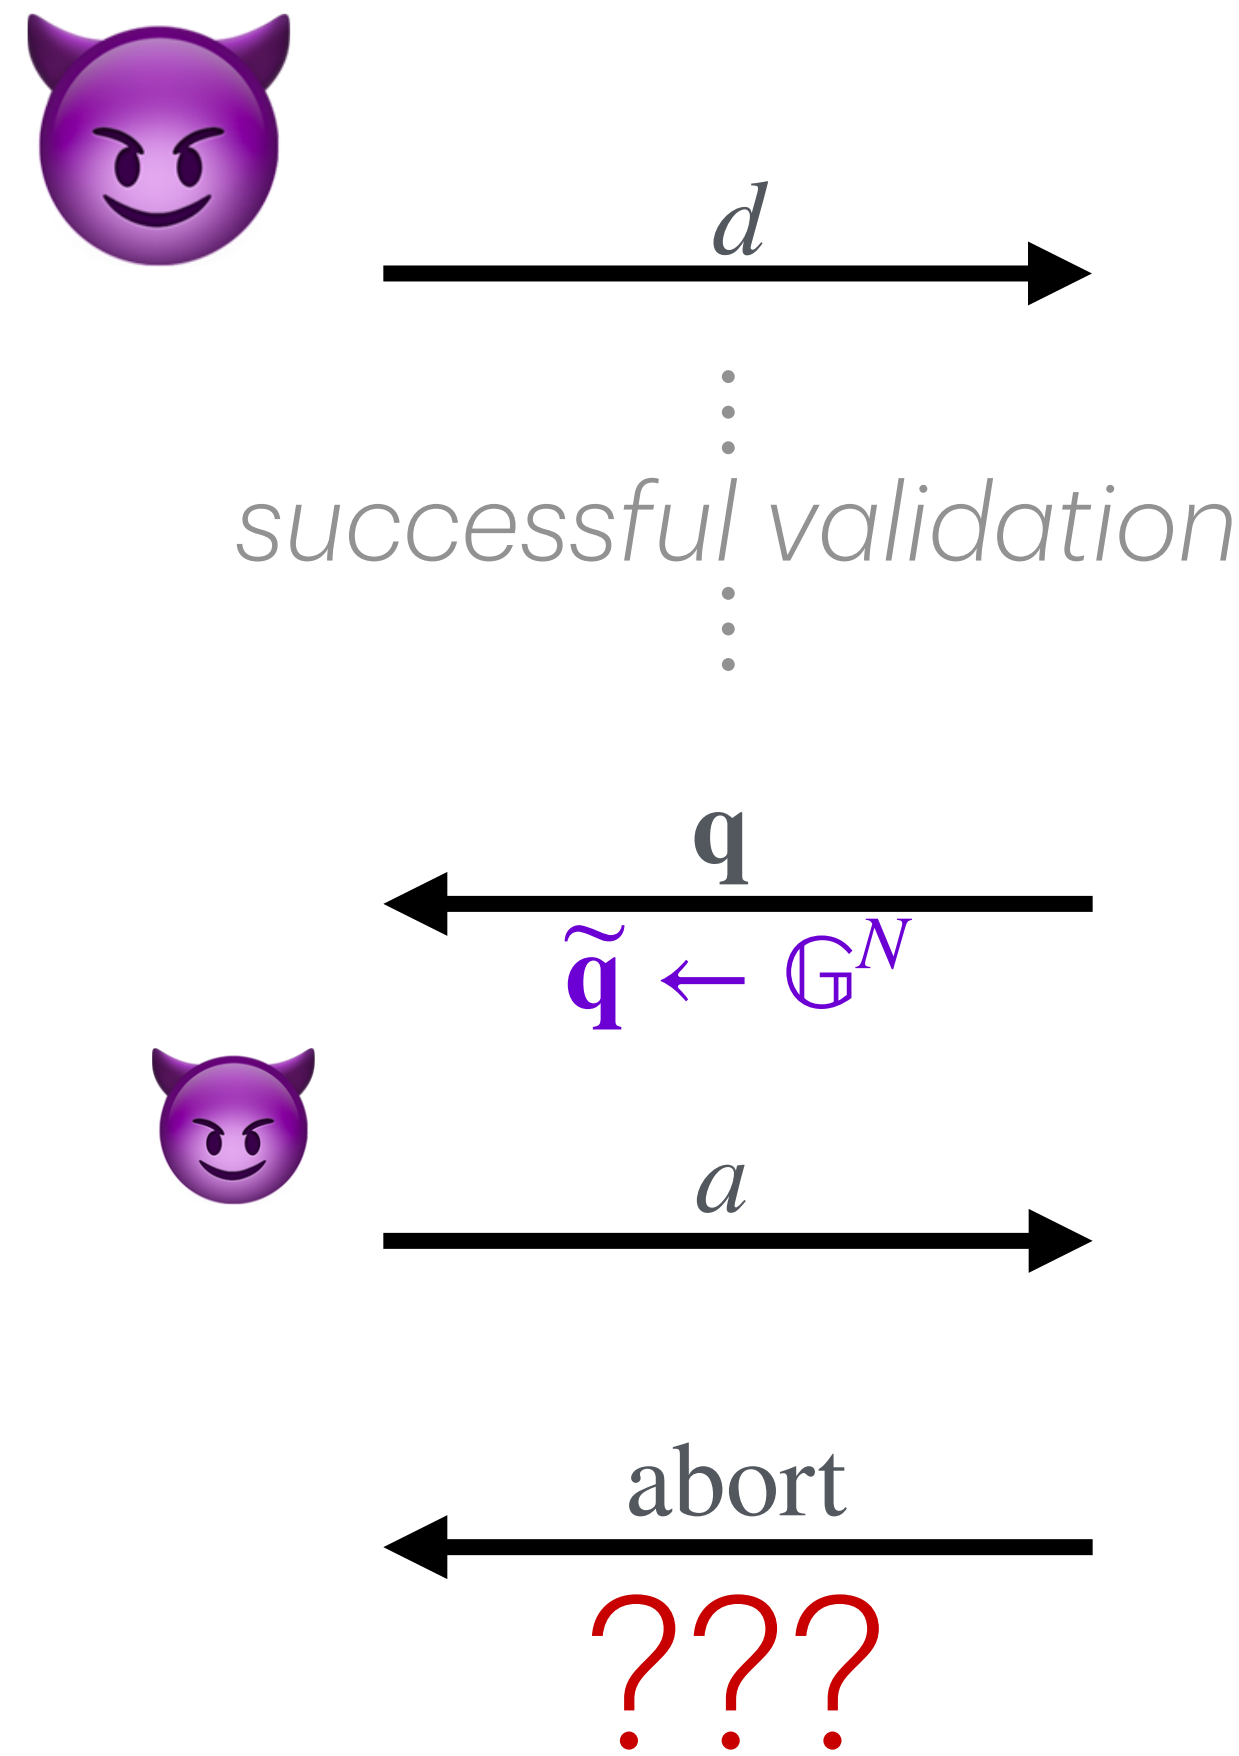 d
successful validation
𝐪
𝐪̃ ← 𝔾^N
a
abort
???